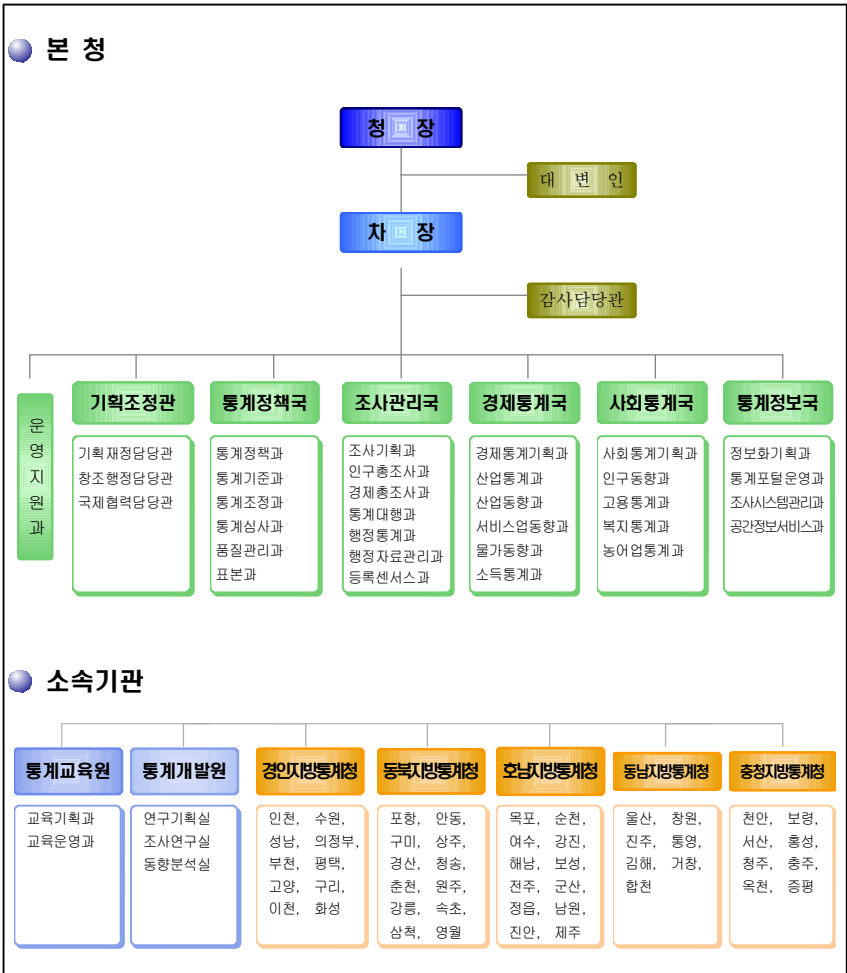 본 청
청 장
대 변 인
차 장
감사담당관
운영지원과
기획조정관
기획재정담당관
창조행정담당관
국제협력담당관
통계정책국
통계정책과
통계기준과
통계조정과
통계심사과
품질관리과
표본과
조사관리국
조사기획과
인구총조사과
경제총조사과
통계대행과
행정통계과
행정자료관리과
등록센서스과
경제통계국
경제통계기획과
산업통계과
산업동향과
서비스업동향과
물가동향과
소득통계과
사회통계국
사회통계기획과
인구동향과
고용통계과
복지통계과
농어업통계과
통계정보국
정보화기획과
통계포털운영과
조사시스템관리과
공간정보서비스과
소속기관
통계교육원
교육기획과
교육운영과
통계개발원
연구기획실
조사연구실
동향분석실
경인지방통계청
인천, 수원,
성남, 의정부,
부천, 평택,
고양, 구리,
이천, 화성
동북지방통계청
포항, 안동,
구미, 상주,
경산, 청송,
춘천, 원주,
강릉, 속초,
삼척, 영월
호남지방통계청
목포, 순천,
여수, 강진,
해남, 보성,
전주, 군산,
정읍, 남원,
진안, 제주
동남지방통계청
울산, 창원,
진주, 통영,
김해, 거창,
합천
충청지방통계청
천안, 보령,
서산, 홍성,
청주, 충주,
옥천, 증평